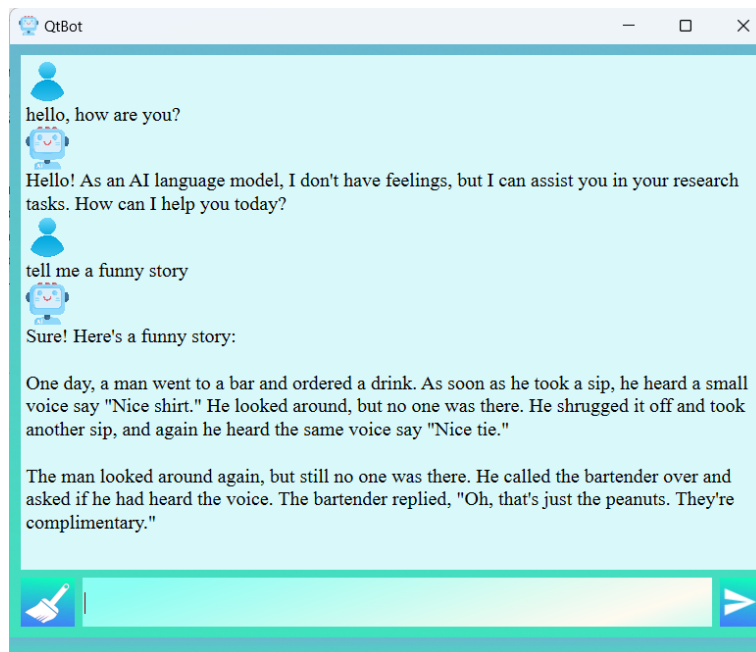 QtBot
hello, how are you?
Hello! As an AI language model, I don't have feelings, but I can assist you in your research
tasks. How can I help you today?
tell me a funny story
Sure! Here's a funny story:
One day, a man went to a bar and ordered a drink. As soon as he took a sip, he heard a small
voice say "Nice shirt." He looked around, but no one was there. He shrugged it off and took
another sip, and again he heard the same voice say "Nice tie."
The man looked around again, but still no one was there. He called the bartender over and
asked if he had heard the voice. The bartender replied, "Oh, that's just the peanuts. They're
complimentary."